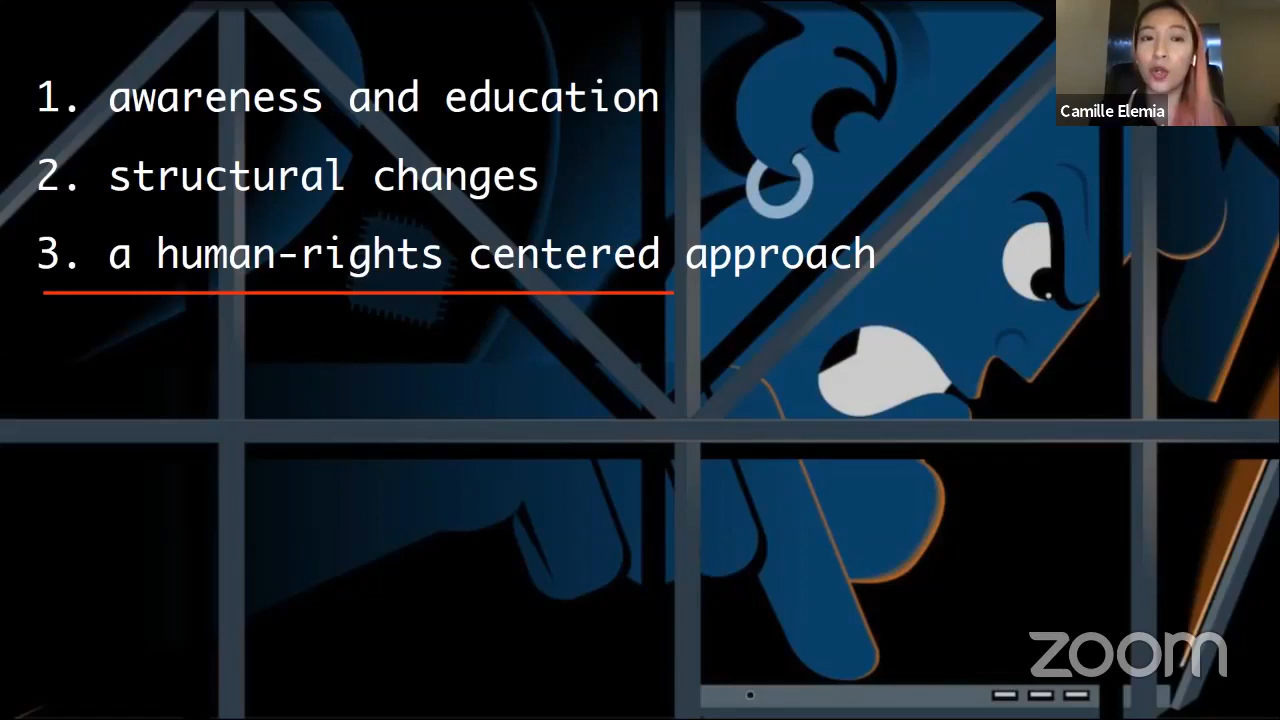 1. awareness and education
2. structural changes
3. a human-rights centered approach
Camille Elemia
zoom